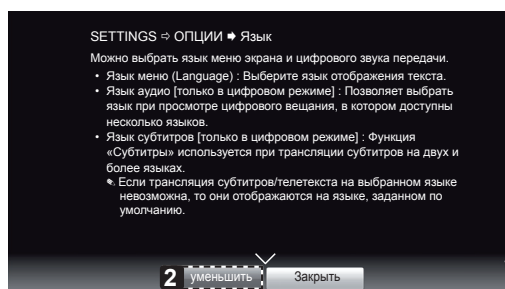 SETTINGS ⇨ ОПЦИИ ➧ Язык
Можно выбрать язык меню экрана и цифрового звука передачи.
• Язык меню (Language) : Выберите язык отображения текста.
• Язык аудио [только в цифровом режиме] : Позволяет выбрать
язык при просмотре цифрового вещания, в котором доступны
несколько языков.
• Язык субтитров [только в цифровом режиме] : Функция
«Субтитры» используется при трансляции субтитров на двух и
более языках.
Если трансляция субтитров/телетекста на выбранном языке
невозможна, то они отображаются на языке, заданном по
умолчанию.
2 уменьшить Закрыть